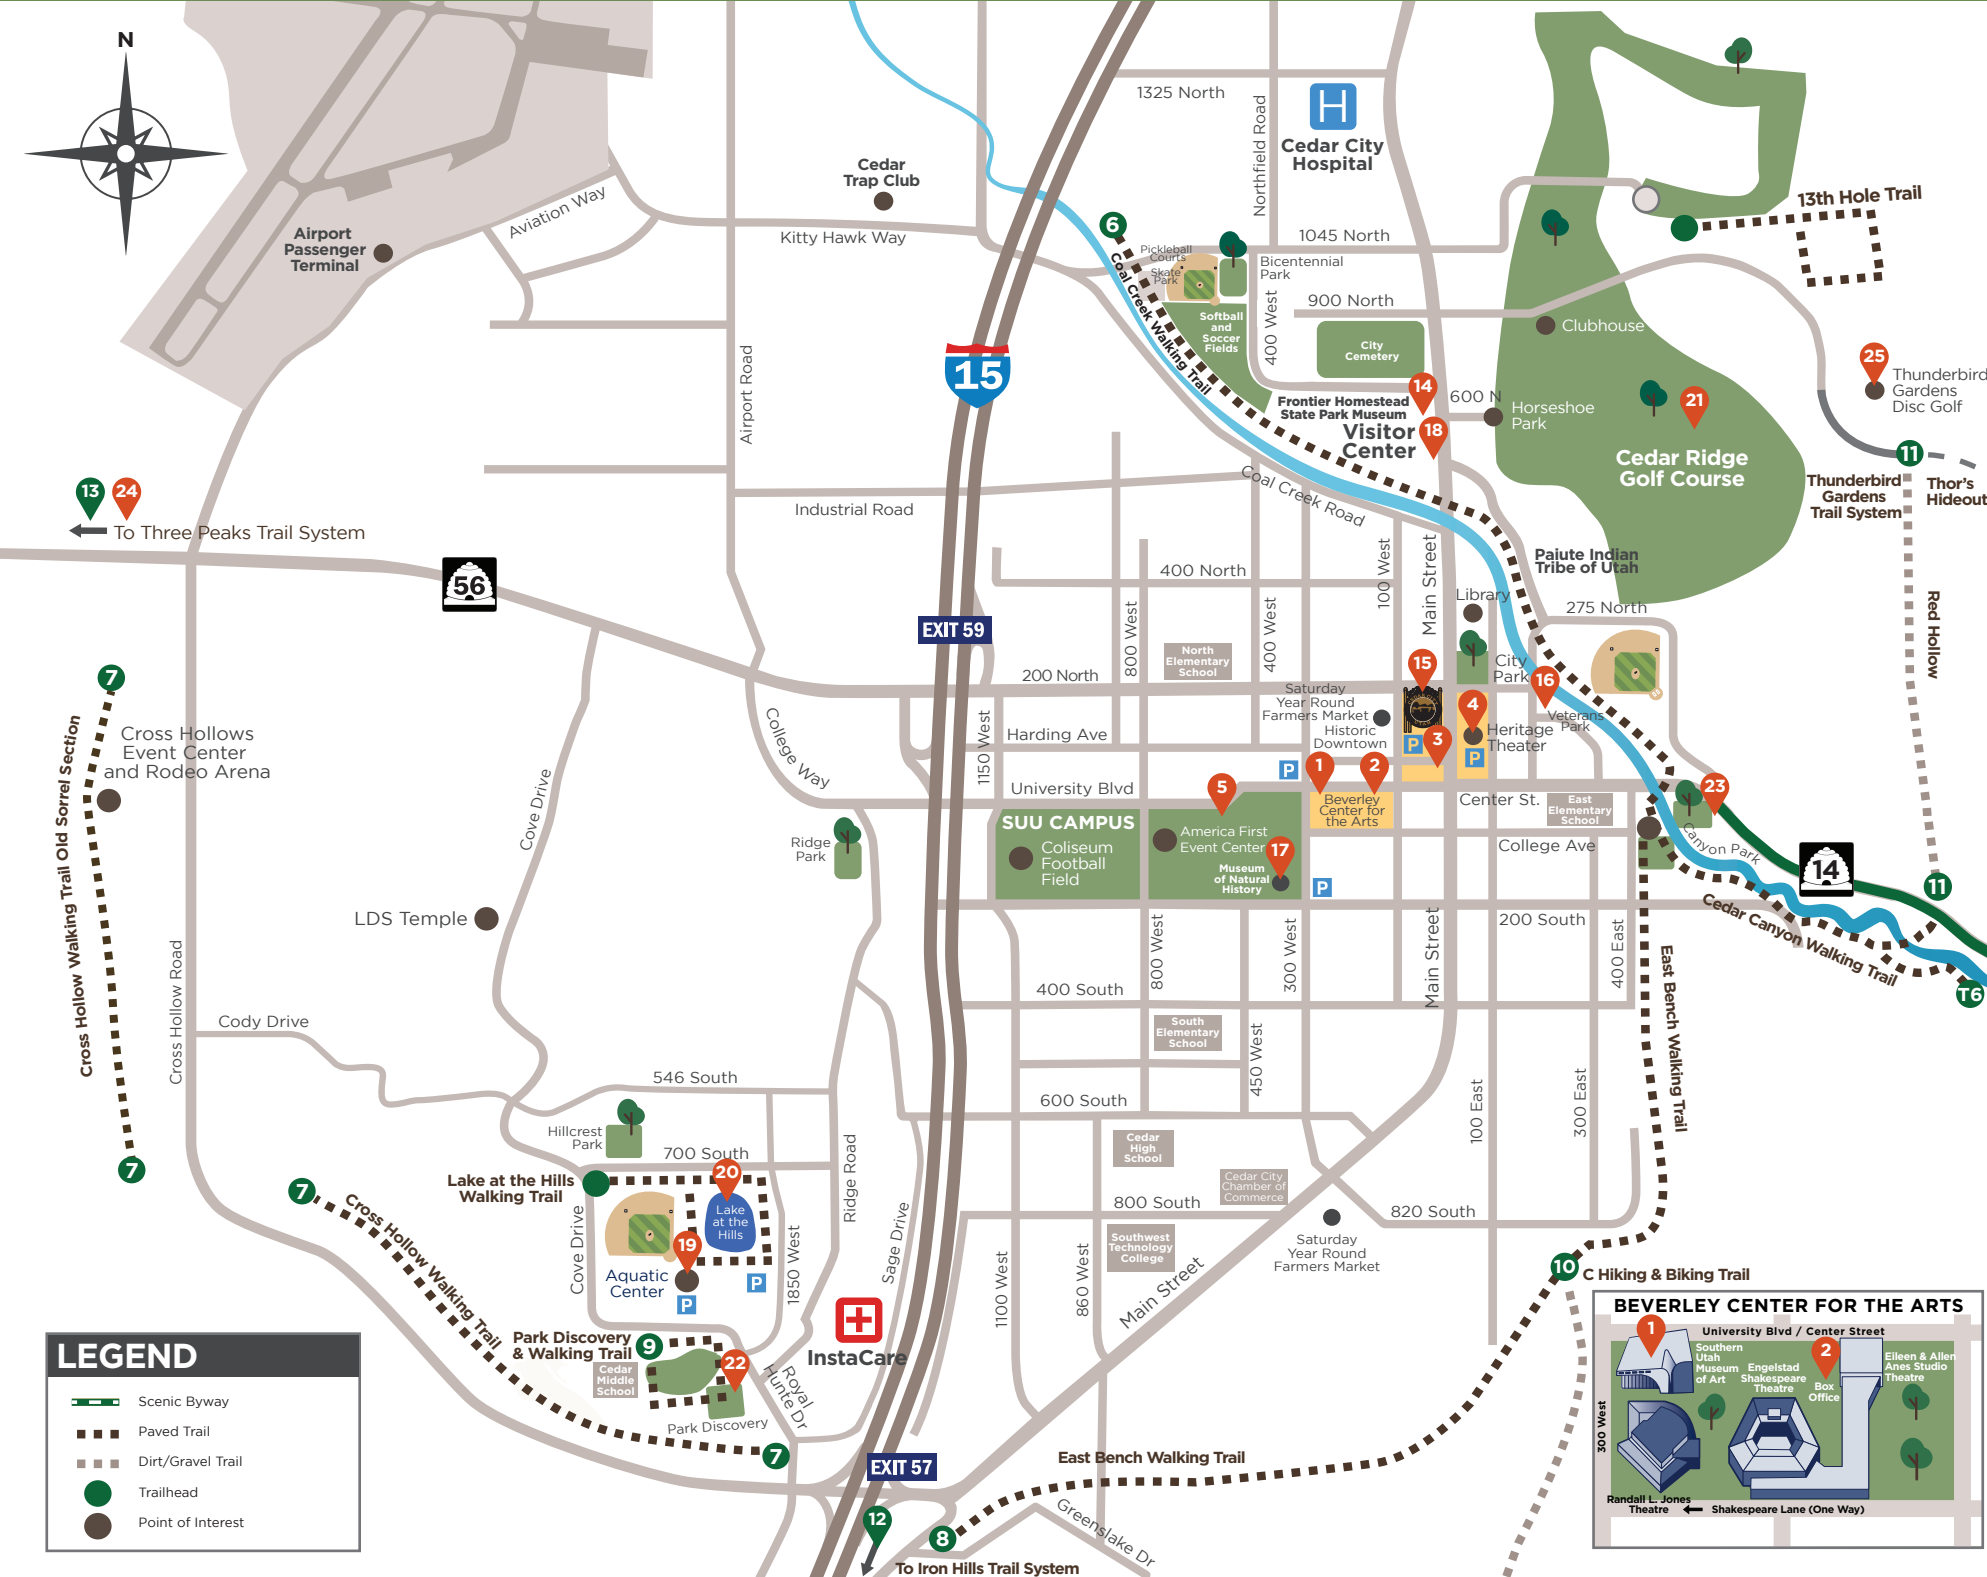 N
1325 North
Northfield Road
H
Cedar City
Hospital
Cedar
Trap Club
Aviation Way
Airport
Passenger
Terminal
Kitty Hawk Way
6
Pickleball
Courts
Skate
Park
Coal Creek Walking Trail
1045 North
Bicentennial
Park
13th Hole Trail
400 West
900 North
Softball
and
Soccer
Fields
City
Cemetery
Clubhouse
Airport Road
15
25
Thunderbird
Gardens
Disc Golf
14
Frontier Homestead
State Park Museum
600 N
Horseshoe
Park
21
Visitor
Center
18
Cedar Ridge
Golf Course
11
Thunderbird
Gardens
Trail System
Thor's
Hideout
13
24
To Three Peaks Trail System
Industrial Road
Coal Creek Road
56
400 North
100 West
Main Street
Paiute Indian
Tribe of Utah
Library
275 North
Red Hollow
EXIT 59
800 West
400 West
North
Elementary
School
200 North
15
City
Park
16
Saturday
Year Round
Farmers Market
Historic
Downtown
4
Heritage
Theater
Veterans
Park
7
Cross Hollow Walking Trail Old Sorrel Section
Cross Hollows
Event Center
and Rodeo Arena
College Way
1150 West
Harding Ave
P
3
P
P
1
2
Cove Drive
University Blvd
5
Beverley
Center for
the Arts
Center St.
East
Elementary
School
23
SUU CAMPUS
Coliseum
Football
Field
America First
Event Center
17
Museum
of Natural
History
P
College Ave
Canyon Park
14
Ridge
Park
11
LDS Temple
200 South
Cedar Canyon Walking Trail
T6
Cross Hollow Road
800 West
300 West
Main Street
400 East
East Bench Walking Trail
400 South
Cody Drive
South
Elementary
School
450 West
546 South
600 South
100 East
300 East
Hillcrest
Park
700 South
Cedar
High
School
7
7
Lake at the Hills
Walking Trail
20
Lake
at the
Hills
Ridge Road
Cedar City
Chamber of
Commerce
800 South
820 South
Cross Hollow Walking Trail
Cove Drive
19
Aquatic
Center
P
P
1850 West
Sage Drive
1100 West
860 West
Southwest
Technology
College
Main Street
Saturday
Year Round
Farmers Market
10
C Hiking & Biking Trail
InstaCare
Park Discovery
& Walking Trail
9
Cedar
Middle
School
22
Park Discovery
Royal
Hunte Dr
7
EXIT 57
East Bench Walking Trail
12
8
Greenslake Dr
To Iron Hills Trail System
LEGEND
Scenic Byway
Paved Trail
Dirt/Gravel Trail
Trailhead
Point of Interest
BEVERLEY CENTER FOR THE ARTS
University Blvd / Center Street
1
Southern
Utah
Museum
of Art
Engelstad
Shakespeare
Theatre
2
Box
Office
Eileen & Allen
Anes Studio
Theatre
300 West
Randall L. Jones
Theatre
Shakespeare Lane (One Way)